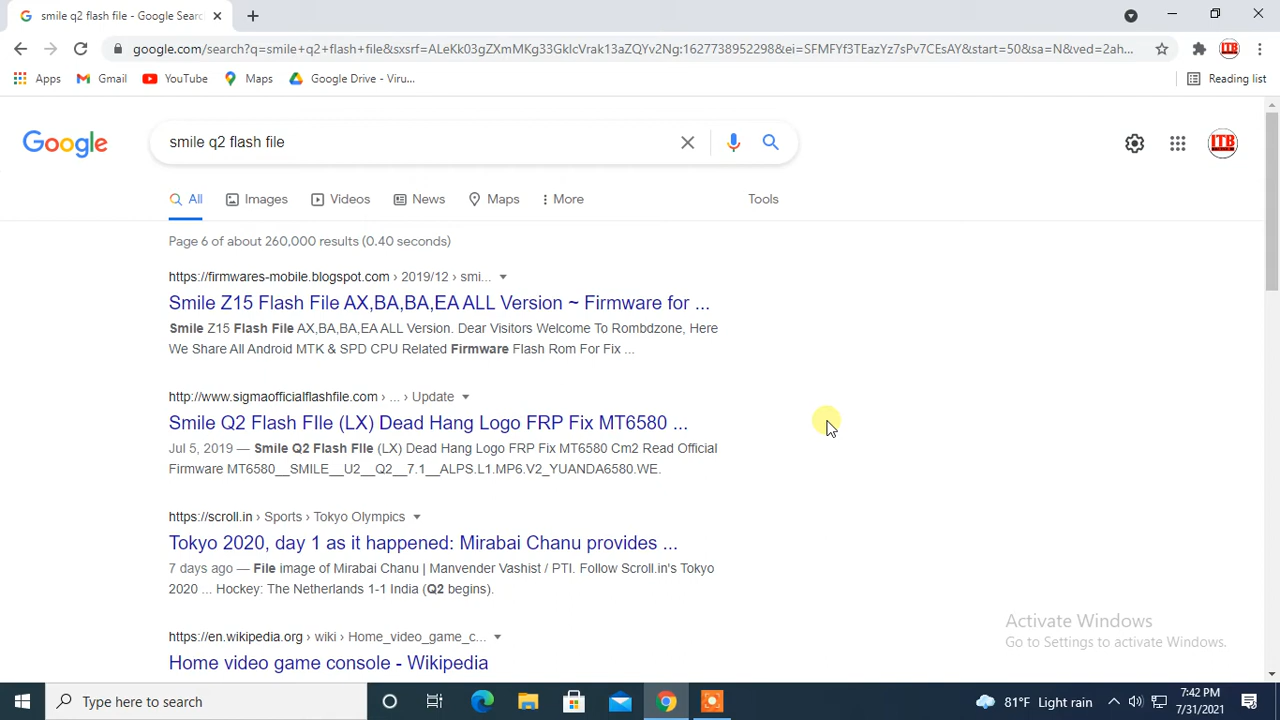 smile q2 flash file - Google Searc
google.com/search?q=smile+q2+flash+file&sxsrf=ALeKk03gZXmMKg33GklcVrak13aZQYv2Ng:1627738952298&ei=SFMFYf3TEazYz7sPv7CEsAY&start=50&sa=N&ved=2ah...
Apps Gmail YouTube Maps Google Drive - Viru... Reading list
Google smile q2 flash file ITB
All Images Videos News Maps More Tools
Page 6 of about 260,000 results (0.40 seconds)
https://firmwares-mobile.blogspot.com › 2019/12 › smi...
Smile Z15 Flash File AX,BA,BA,EA ALL Version ~ Firmware for ...
Smile Z15 Flash File AX,BA,BA,EA ALL Version. Dear Visitors Welcome To Rombdzone, Here
We Share All Android MTK & SPD CPU Related Firmware Flash Rom For Fix ...
http://www.sigmaofficialflashfile.com › ... › Update
Smile Q2 Flash FIle (LX) Dead Hang Logo FRP Fix MT6580 ...
Jul 5, 2019 — Smile Q2 Flash FIle (LX) Dead Hang Logo FRP Fix MT6580 Cm2 Read Official
Firmware MT6580__SMILE__U2__Q2__7.1__ALPS.L1.MP6.V2_YUANDA6580.WE.
https://scroll.in › Sports › Tokyo Olympics
Tokyo 2020, day 1 as it happened: Mirabai Chanu provides ...
7 days ago — File image of Mirabai Chanu | Manvender Vashist / PTI. Follow Scroll.in's Tokyo
2020 ... Hockey: The Netherlands 1-1 India (Q2 begins).
https://en.wikipedia.org › wiki › Home_video_game_c...
Home video game console - Wikipedia
Activate Windows
Go to Settings to activate Windows.
Type here to search
81°F Light rain
7:42 PM
7/31/2021